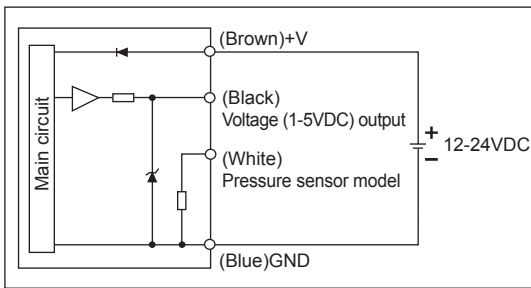 Main circuit
(Brown)+V
(Black)
Voltage (1-5VDC) output
(White)
Pressure sensor model
(Blue)GND
+
12-24VDC
−